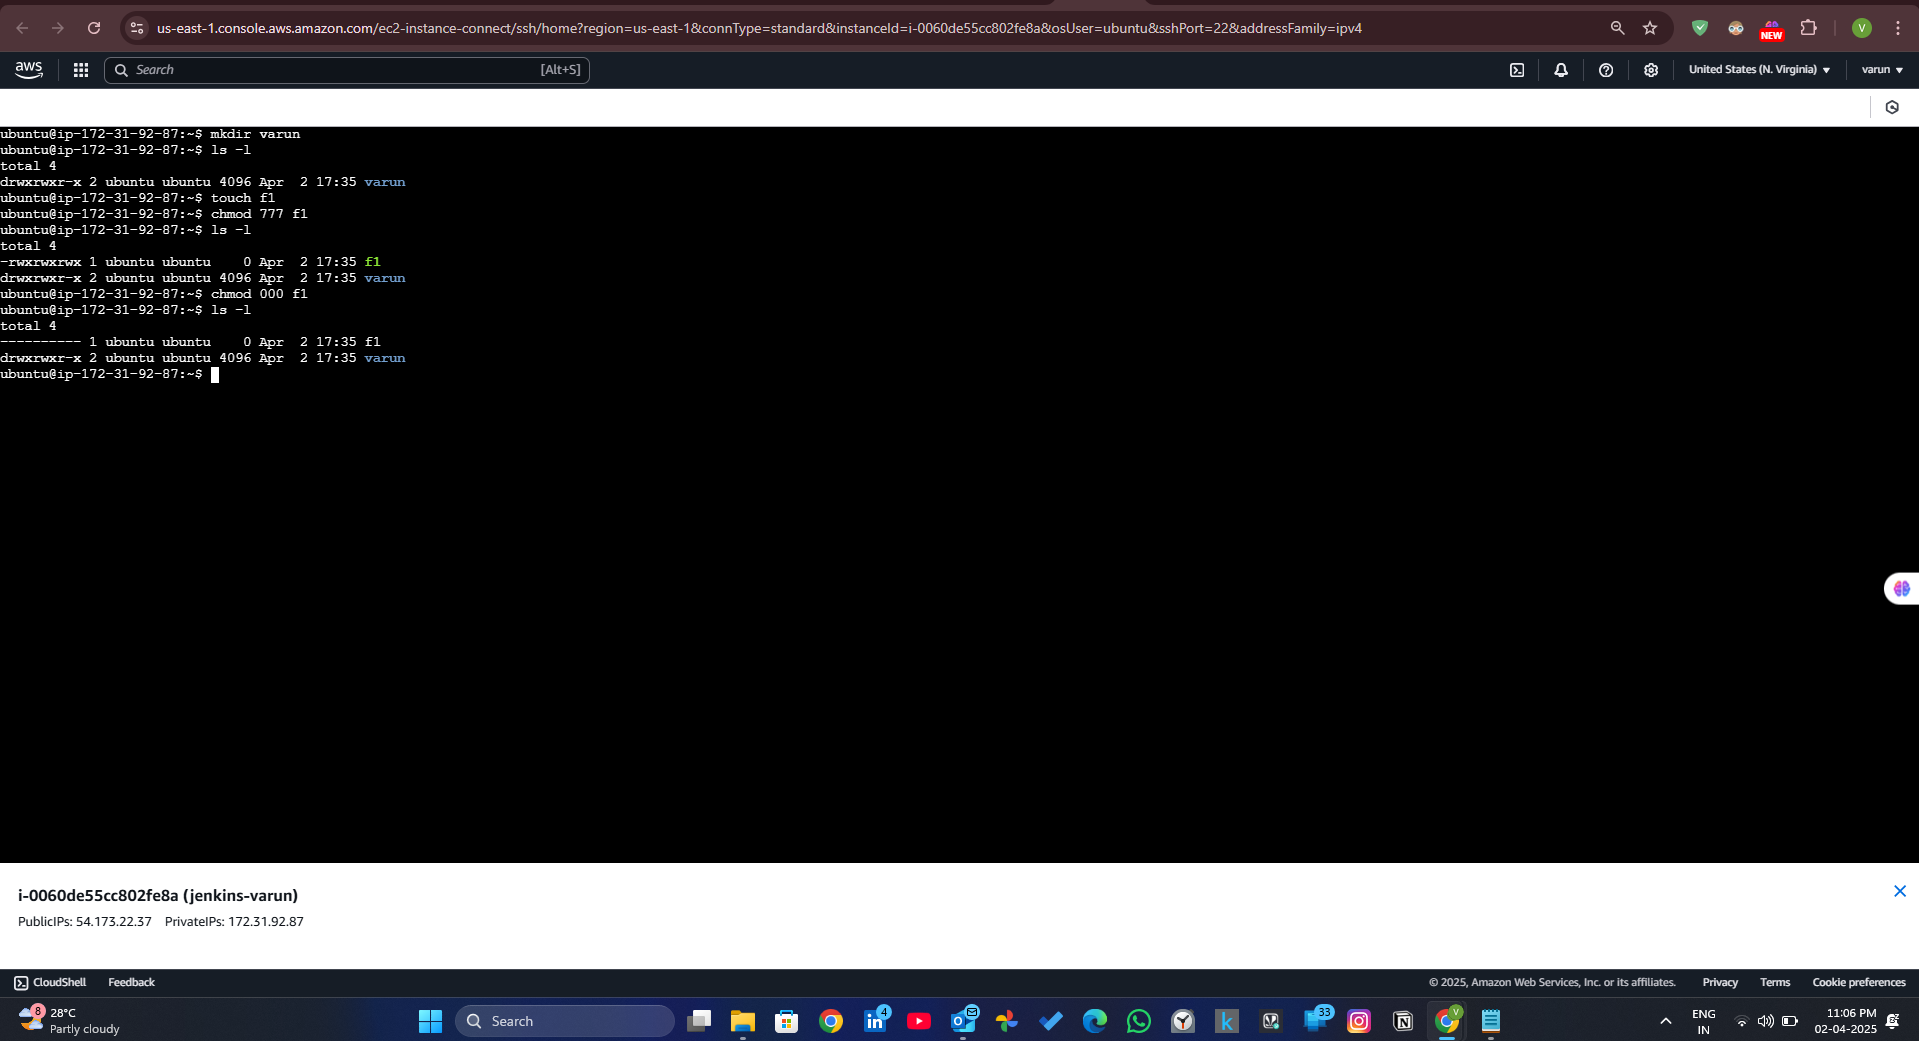 us-east-1.console.aws.amazon.com/ec2-instance-connect/ssh/home?region=us-east-1&connType=standard&instanceId=i-0060de55cc802fe8a&osUser=ubuntu&sshPort=22&addressFamily=ipv4
NEW
V
aws
Search
[Alt+S]
United States (N. Virginia)
varun
ubuntu@ip-172-31-92-87:~$ mkdir varun
ubuntu@ip-172-31-92-87:~$ ls -l
total 4
drwxrwxr-x 2 ubuntu ubuntu 4096 Apr  2 17:35 varun
ubuntu@ip-172-31-92-87:~$ touch f1
ubuntu@ip-172-31-92-87:~$ chmod 777 f1
ubuntu@ip-172-31-92-87:~$ ls -l
total 4
-rwxrwxrwx 1 ubuntu ubuntu    0 Apr  2 17:35 f1
drwxrwxr-x 2 ubuntu ubuntu 4096 Apr  2 17:35 varun
ubuntu@ip-172-31-92-87:~$ chmod 000 f1
ubuntu@ip-172-31-92-87:~$ ls -l
total 4
---------- 1 ubuntu ubuntu    0 Apr  2 17:35 f1
drwxrwxr-x 2 ubuntu ubuntu 4096 Apr  2 17:35 varun
ubuntu@ip-172-31-92-87:~$
i-0060de55cc802fe8a (jenkins-varun)
PublicIPs: 54.173.22.37 PrivateIPs: 172.31.92.87
CloudShell Feedback
© 2025, Amazon Web Services, Inc. or its affiliates. Privacy Terms Cookie preferences
8
28°C
Partly cloudy
Search
4
33
V
ENG
IN
11:06 PM
02-04-2025